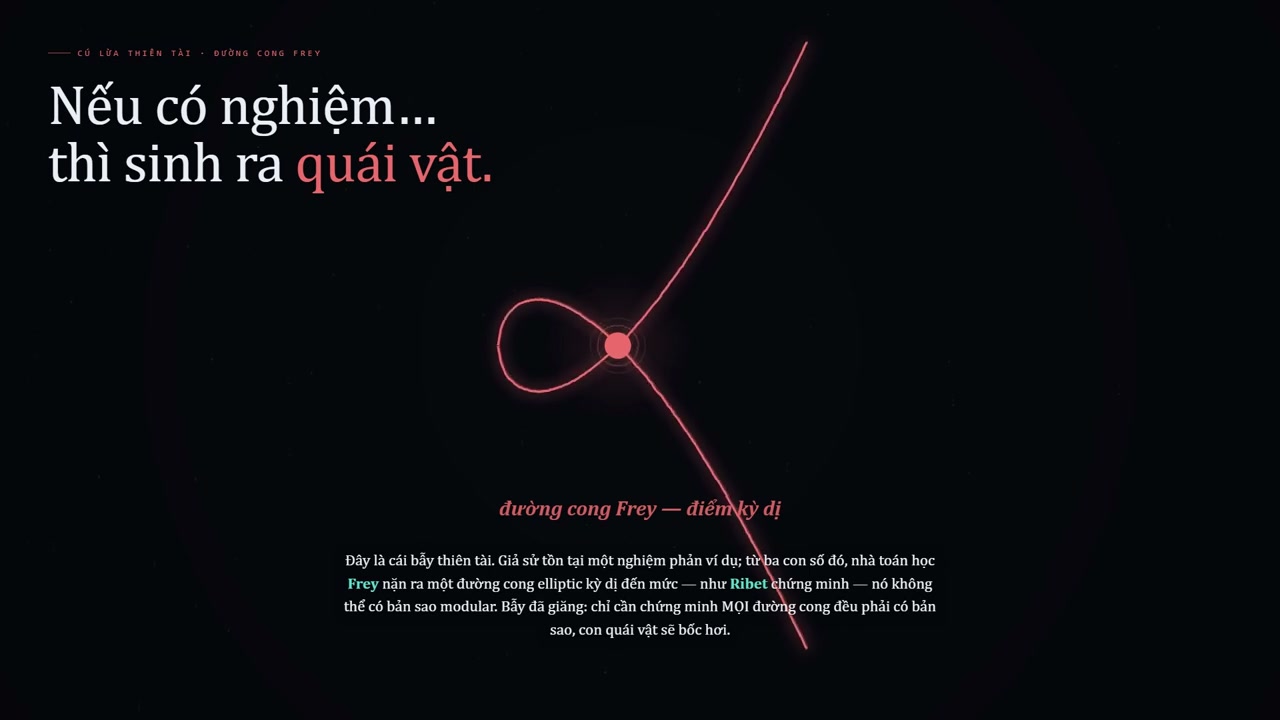 CÚ LỪA THIÊN TÀI · ĐƯỜNG CONG FREY
Nếu có nghiệm…
thì sinh ra quái vật.
đường cong Frey — điểm kỳ dị
Đây là cái bẫy thiên tài. Giả sử tồn tại một nghiệm phản ví dụ; từ ba con số đó, nhà toán học
Frey nặn ra một đường cong elliptic kỳ dị đến mức — như Ribet chứng minh — nó không
thể có bản sao modular. Bẫy đã giăng: chỉ cần chứng minh MỌI đường cong đều phải có bản
sao, con quái vật sẽ bốc hơi.